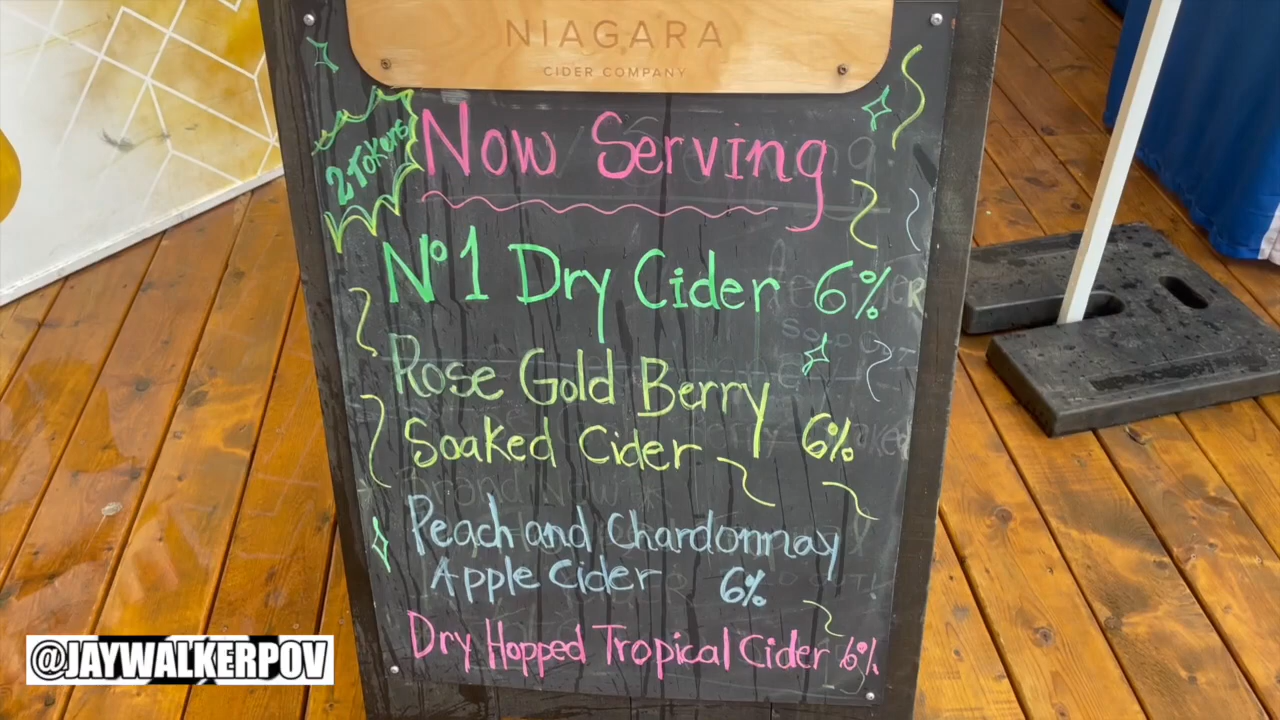 NIAGARA
CIDER COMPANY
2 Tokens
Now Serving
Nº1 Dry Cider 6%
Rose Gold Berry
Soaked Cider 6%
Peach and Chardonnay
Apple Cider 6%
Dry Hopped Tropical Cider 6%
@JAYWALKERPOV